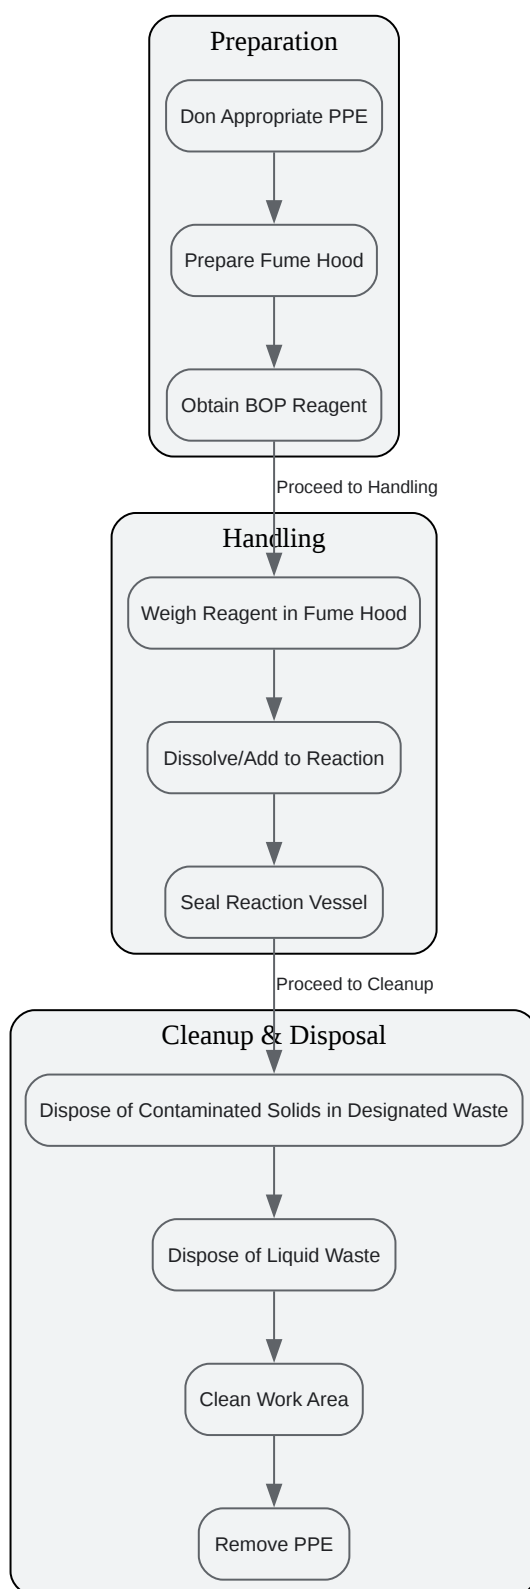 Preparation
Don Appropriate PPE
Prepare Fume Hood
Obtain BOP Reagent
Proceed to Handling
Handling
Weigh Reagent in Fume Hood
Dissolve/Add to Reaction
Seal Reaction Vessel
Proceed to Cleanup
Cleanup & Disposal
Dispose of Contaminated Solids in Designated Waste
Dispose of Liquid Waste
Clean Work Area
Remove PPE